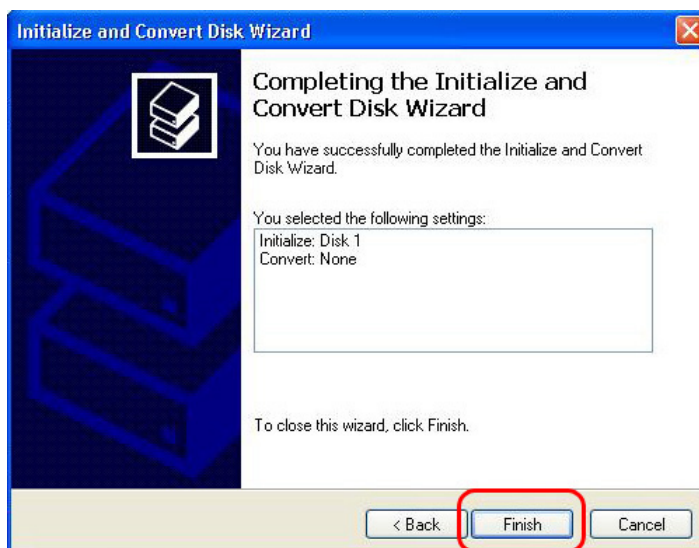 Initialize and Convert Disk Wizard
Completing the Initialize and
Convert Disk Wizard
You have successfully completed the Initialize and Convert
Disk Wizard.
You selected the following settings:
Initialize: Disk 1
Convert: None
To close this wizard, click Finish.
< Back
Finish
Cancel